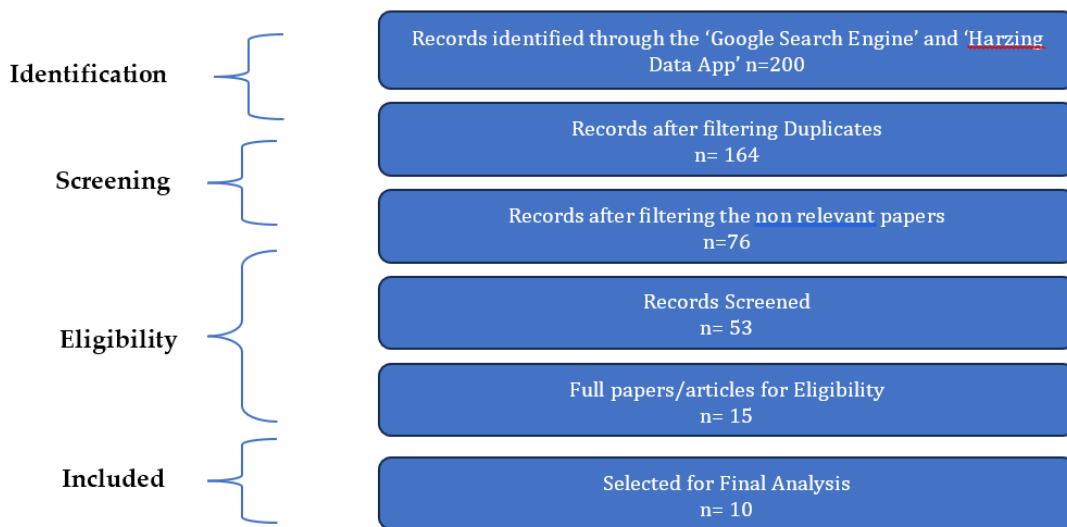 Identification
Records identified through the ‘Google Search Engine’ and ‘Harzing
Data App’ n=200
Records after filtering Duplicates
n= 164
Screening
Records after filtering the non relevant papers
n=76
Eligibility
Records Screened
n= 53
Full papers/articles for Eligibility
n= 15
Included
Selected for Final Analysis
n= 10